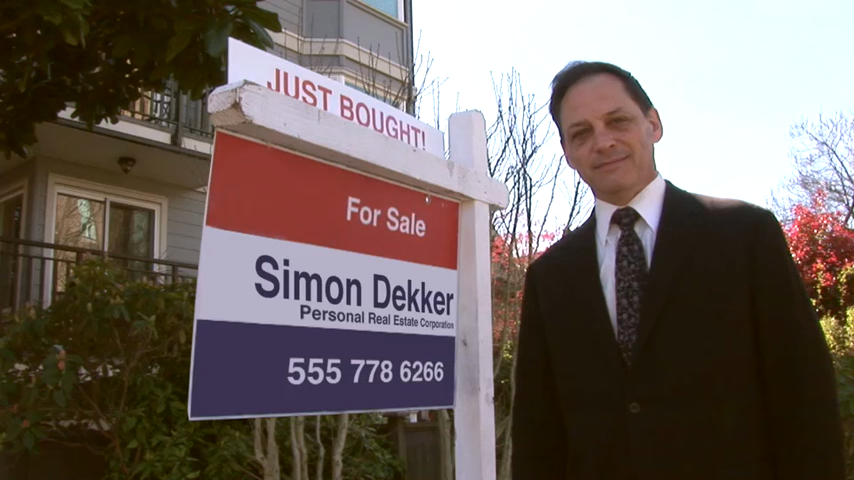 JUST BOUGHT!
For Sale
Simon Dekker
Personal Real Estate Corporation
555 778 6266